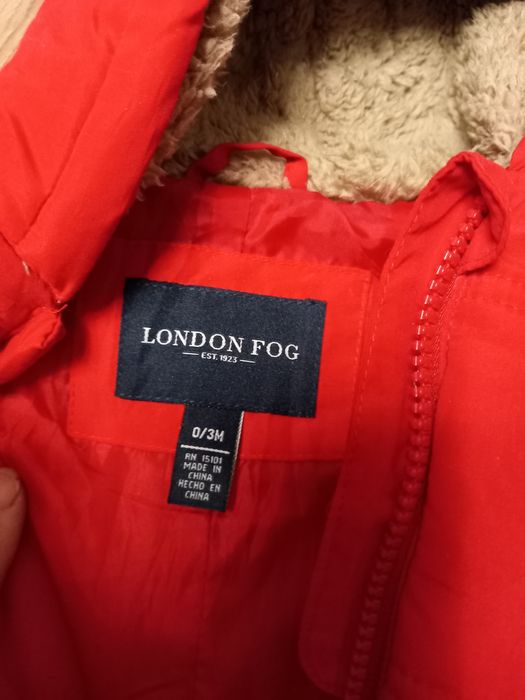 LONDON FOG
EST. 1923
0/3M
RN 15101
MADE IN
CHINA
HECHO EN
CHINA